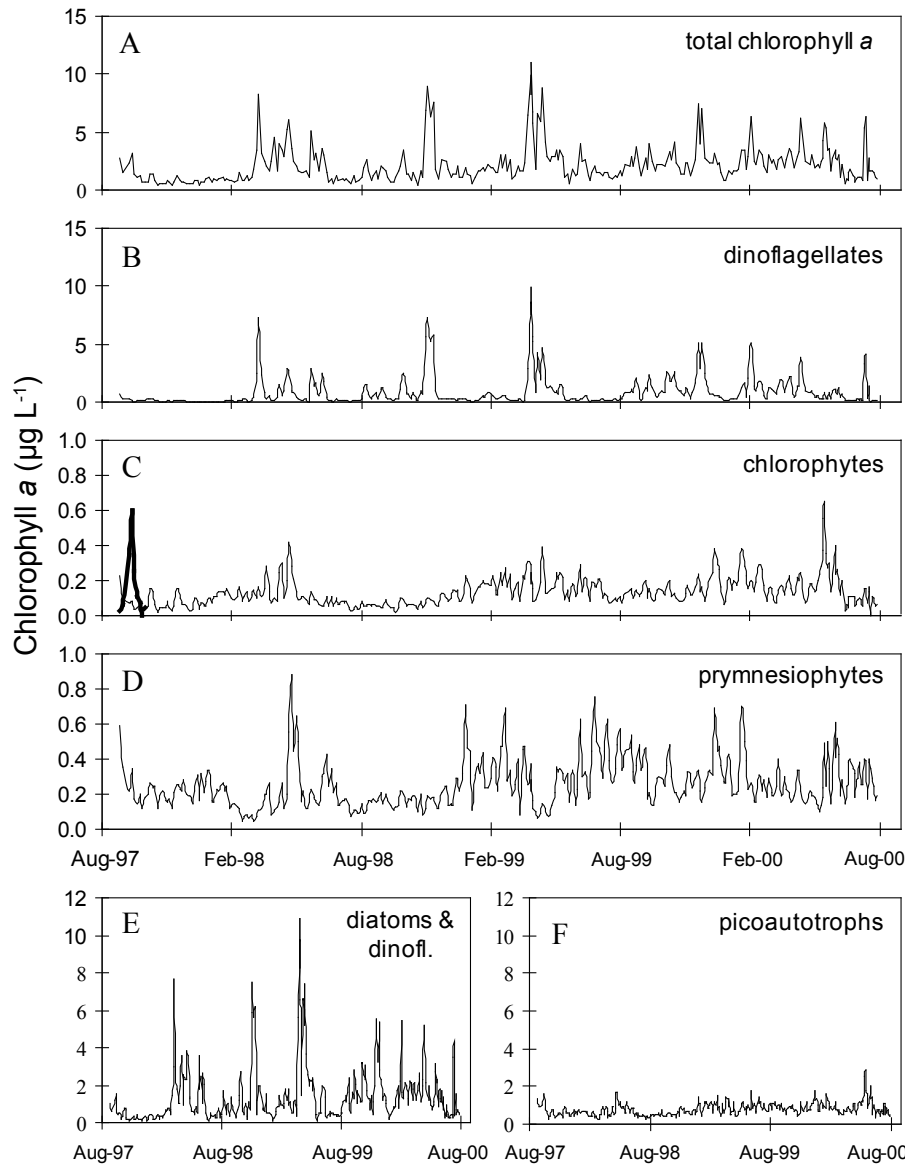 15
A
total chlorophyll a
10
5
0
15
B
dinoflagellates
10
5
0
Chlorophyll a (µg L⁻¹)
1.0
C
chlorophytes
0.8
0.6
0.4
0.2
0.0
1.0
D
prymnesiophytes
0.8
0.6
0.4
0.2
0.0
Aug-97 Feb-98 Aug-98 Feb-99 Aug-99 Feb-00 Aug-00
12
E
diatoms &
dinofl.
10
8
6
4
2
0
Aug-97 Aug-98 Aug-99 Aug-00
12
F
picoautotrophs
10
8
6
4
2
0
Aug-97 Aug-98 Aug-99 Aug-00